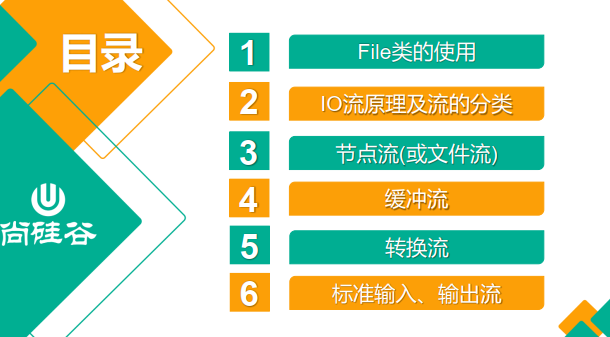 目录
1 File类的使用
2 IO流原理及流的分类
3 节点流(或文件流)
4 缓冲流
5 转换流
6 标准输入、输出流
尚硅谷